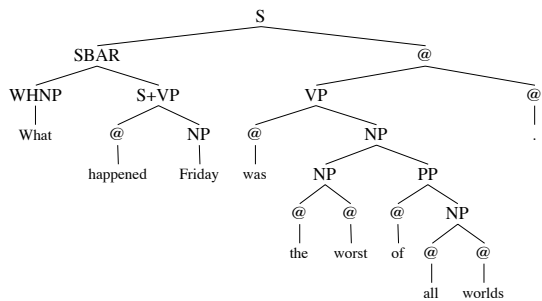 S
SBAR @
WHNP S+VP VP @
What @ NP @ NP .
happened Friday was NP PP
@ @ @ NP
the worst of @ @
all worlds